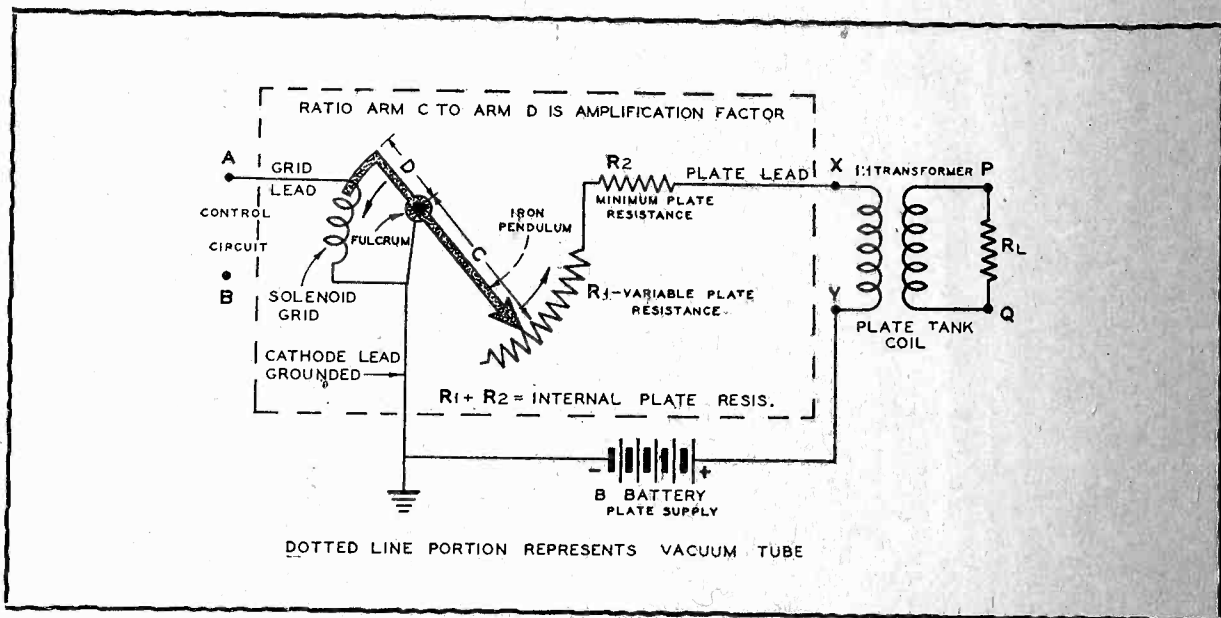 RATIO ARM C TO ARM D IS AMPLIFICATION FACTOR
A
GRID
LEAD
CONTROL
CIRCUIT
B
SOLENOID
GRID
D
FULCRUM
C
IRON
PENDULUM
R2
MINIMUM PLATE
RESISTANCE
PLATE LEAD
R1-VARIABLE PLATE
RESISTANCE
CATHODE LEAD
GROUNDED
R1 + R2 = INTERNAL PLATE RESIS.
X
1:1 TRANSFORMER
P
RL
Y
Q
PLATE TANK
COIL
- +
B BATTERY
PLATE SUPPLY
DOTTED LINE PORTION REPRESENTS VACUUM TUBE